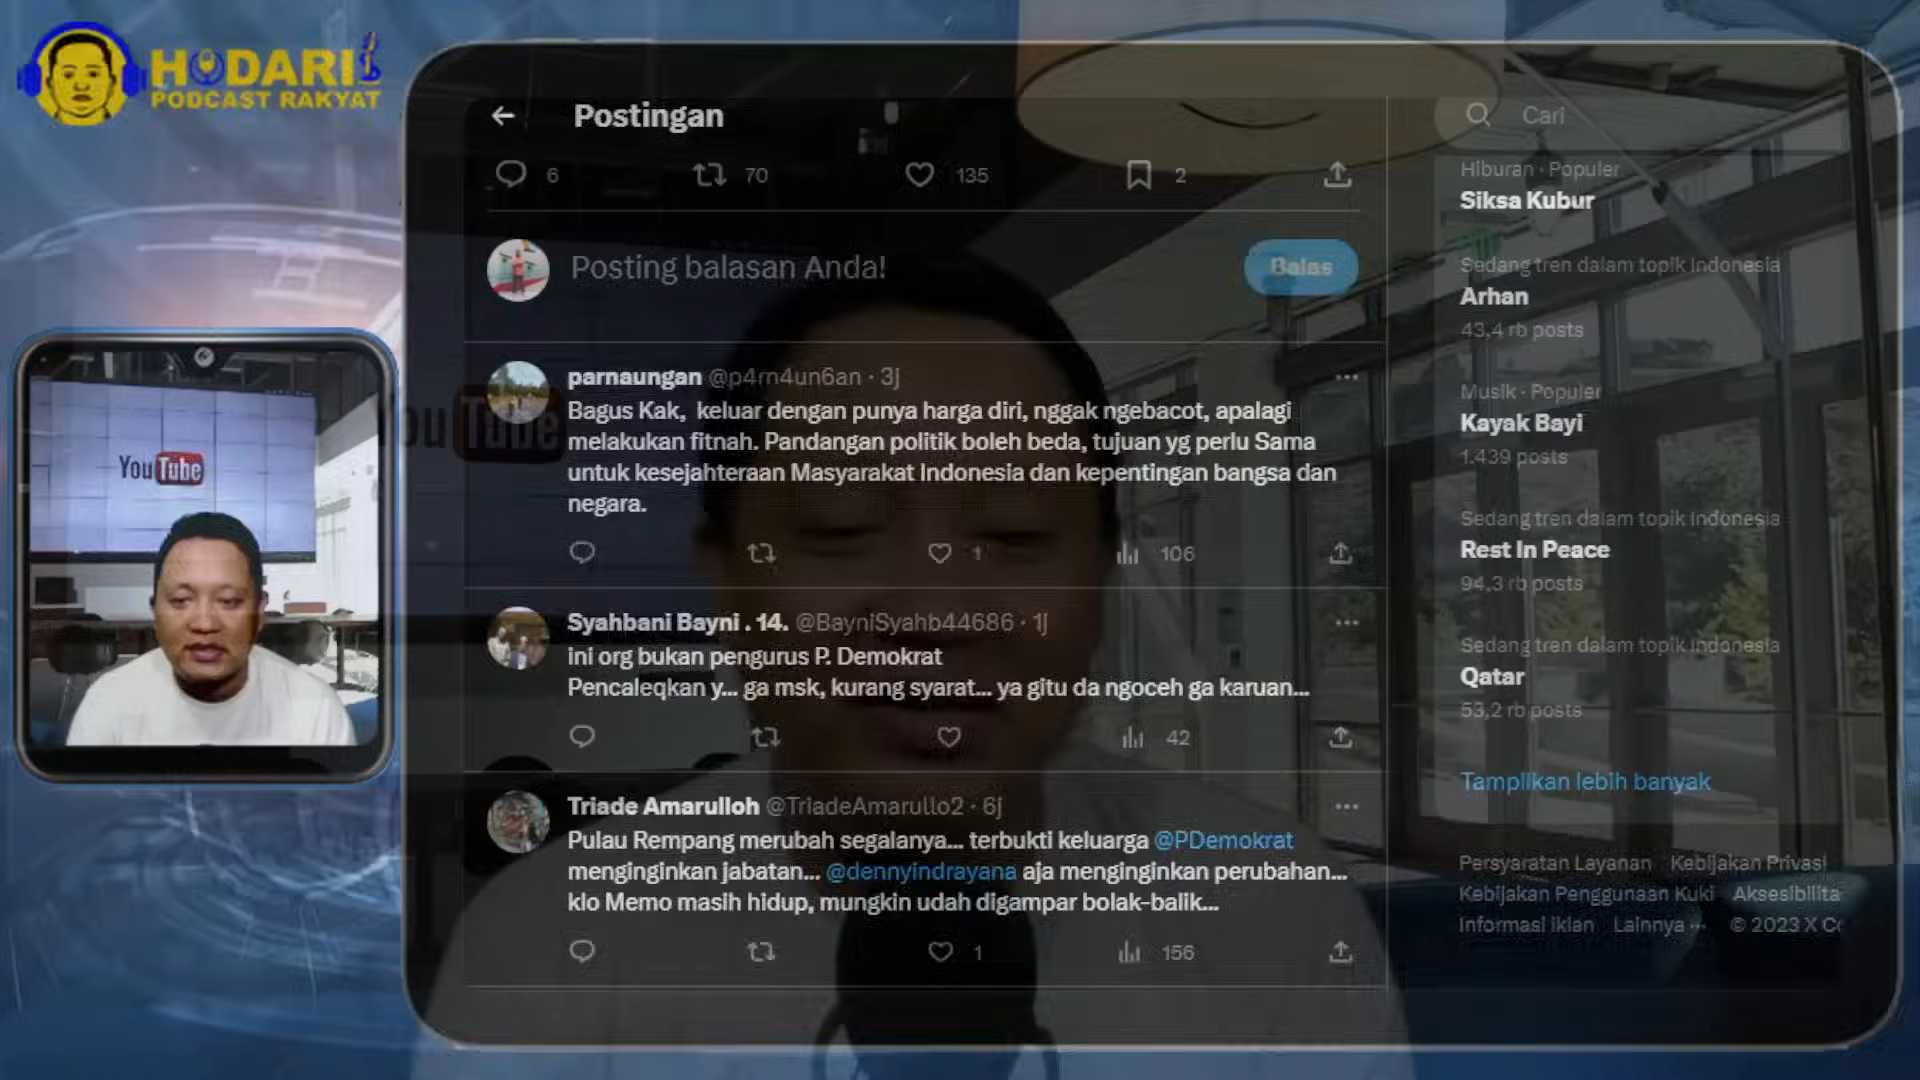 HODARI
PODCAST RAKYAT
YouTube
Postingan
6 70 135 2
Posting balasan Anda!
Balas
parnaungan @p4rn4un6an · 3j
Bagus Kak, keluar dengan punya harga diri, nggak ngebacot, apalagi
melakukan fitnah. Pandangan politik boleh beda, tujuan yg perlu Sama
untuk kesejahteraan Masyarakat Indonesia dan kepentingan bangsa dan
negara.
1 106
Syahbani Bayni . 14. @BayniSyahb44686 · 1j
ini org bukan pengurus P. Demokrat
Pencaleqkan y... ga msk, kurang syarat... ya gitu da ngoceh ga karuan...
42
Triade Amarulloh @TriadeAmarullo2 · 6j
Pulau Rempang merubah segalanya... terbukti keluarga @PDemokrat
menginginkan jabatan... @dennyindrayana aja menginginkan perubahan...
klo Memo masih hidup, mungkin udah digampar bolak-balik...
1 156
Cari
Hiburan · Populer
Siksa Kubur
Sedang tren dalam topik Indonesia
Arhan
43,4 rb posts
Musik · Populer
Kayak Bayi
1.439 posts
Sedang tren dalam topik Indonesia
Rest In Peace
94,3 rb posts
Sedang tren dalam topik Indonesia
Qatar
53,2 rb posts
Tampilkan lebih banyak
Persyaratan Layanan Kebijakan Privasi
Kebijakan Penggunaan Kuki Aksesibilita
Informasi iklan Lainnya ··· © 2023 X Co
You Tube